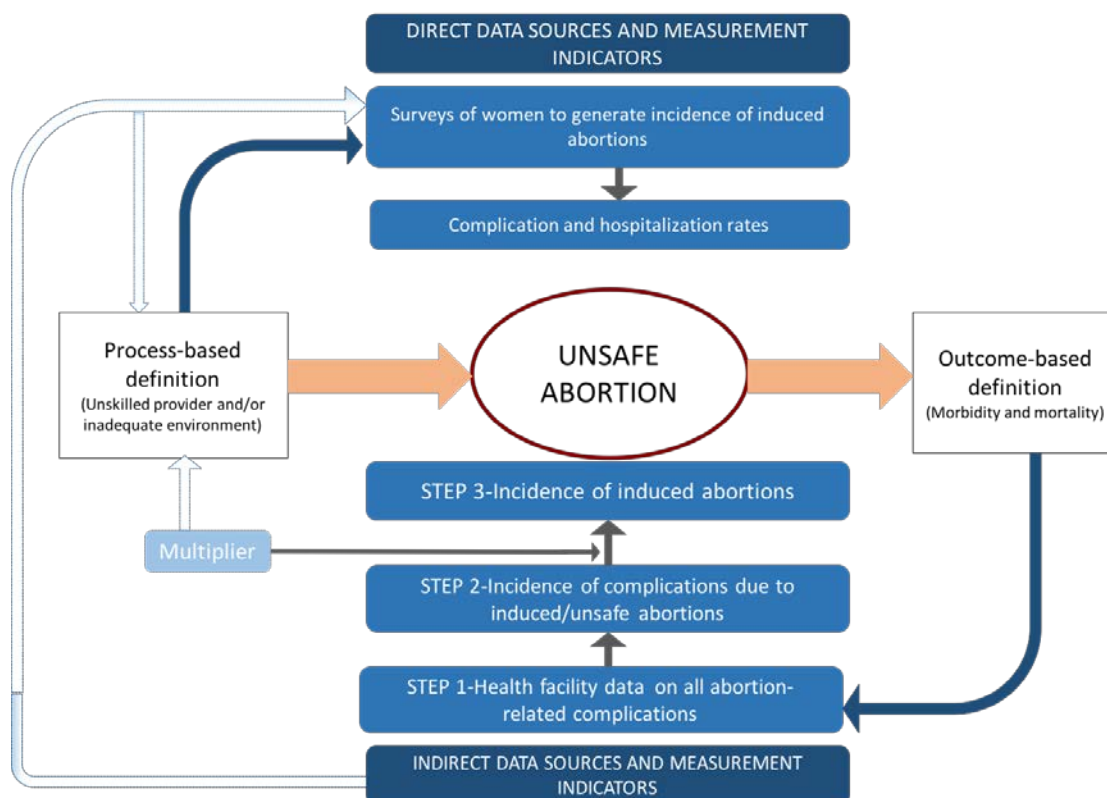 DIRECT DATA SOURCES AND MEASUREMENT
INDICATORS
Surveys of women to generate incidence of induced
abortions
Complication and hospitalization rates
Process-based
definition
(Unskilled provider and/or
inadequate environment)
UNSAFE
ABORTION
Outcome-based
definition
(Morbidity and mortality)
STEP 3-Incidence of induced abortions
Multiplier
STEP 2-Incidence of complications due to
induced/unsafe abortions
STEP 1-Health facility data on all abortion-
related complications
INDIRECT DATA SOURCES AND MEASUREMENT
INDICATORS